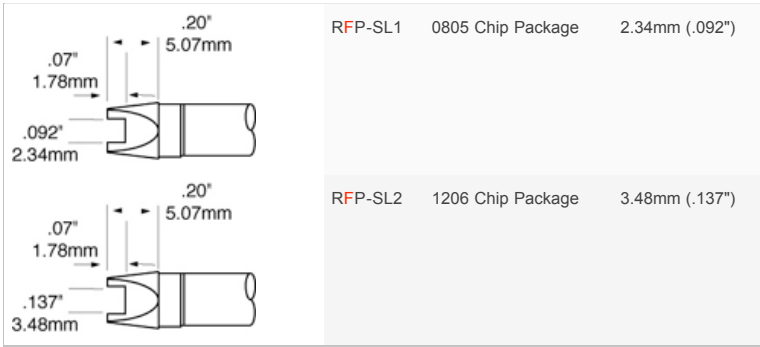 .20"
5.07mm
.07"
1.78mm
.092"
2.34mm
RFP-SL1 0805 Chip Package 2.34mm (.092")
.20"
5.07mm
.07"
1.78mm
.137"
3.48mm
RFP-SL2 1206 Chip Package 3.48mm (.137")